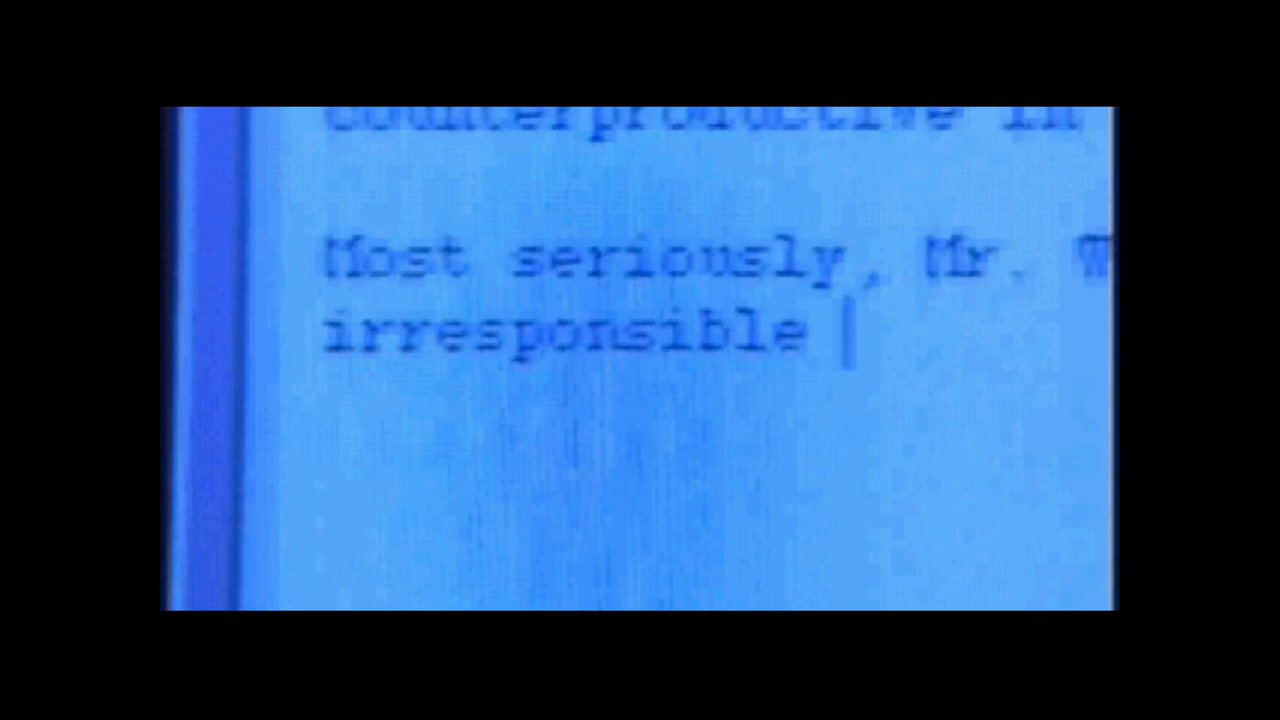 counterproductive in
Most seriously, Mr.
irresponsible